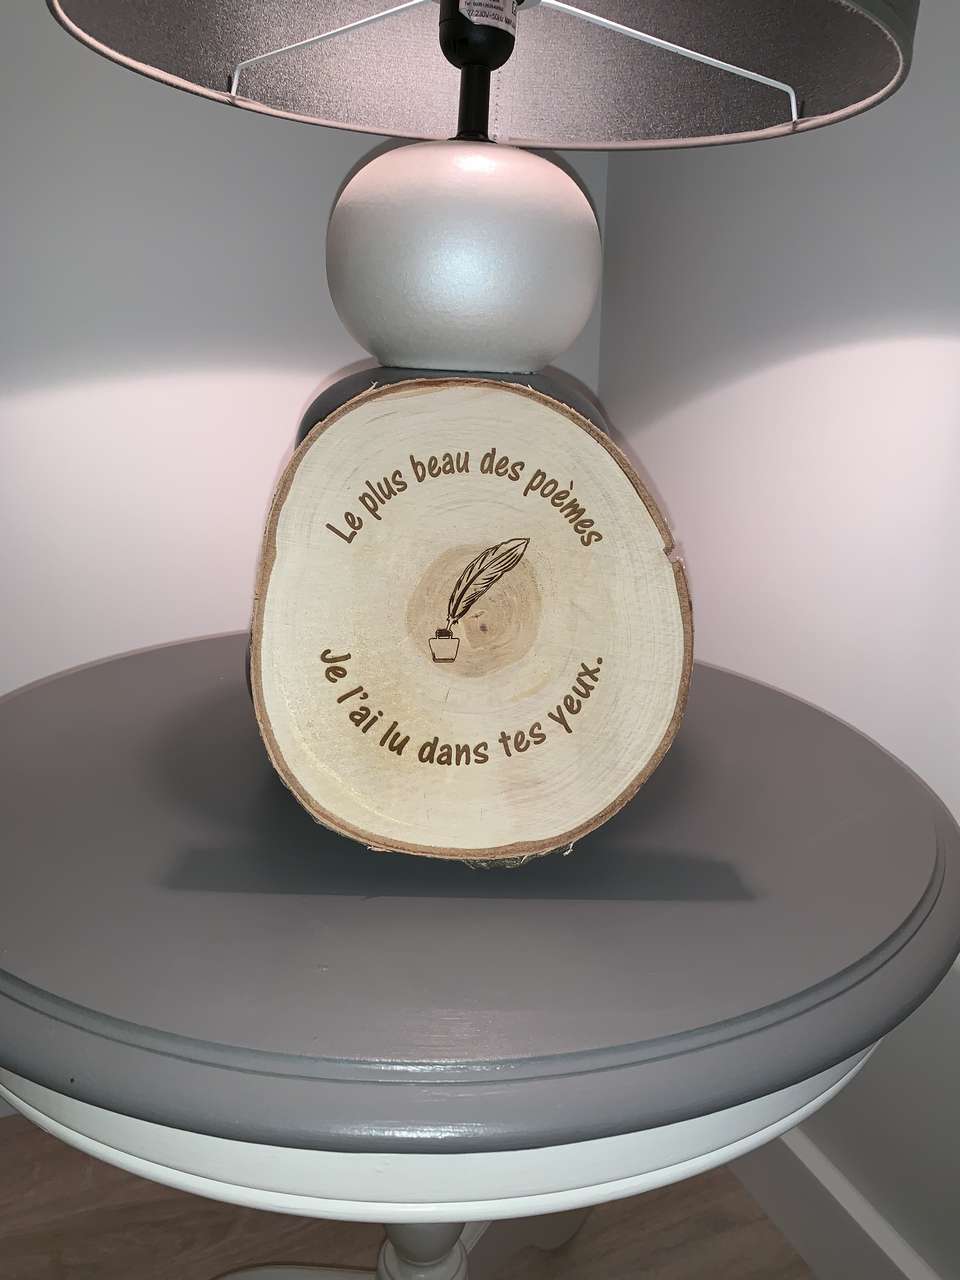 Le plus beau des poèmes
Je l'ai lu dans tes yeux.